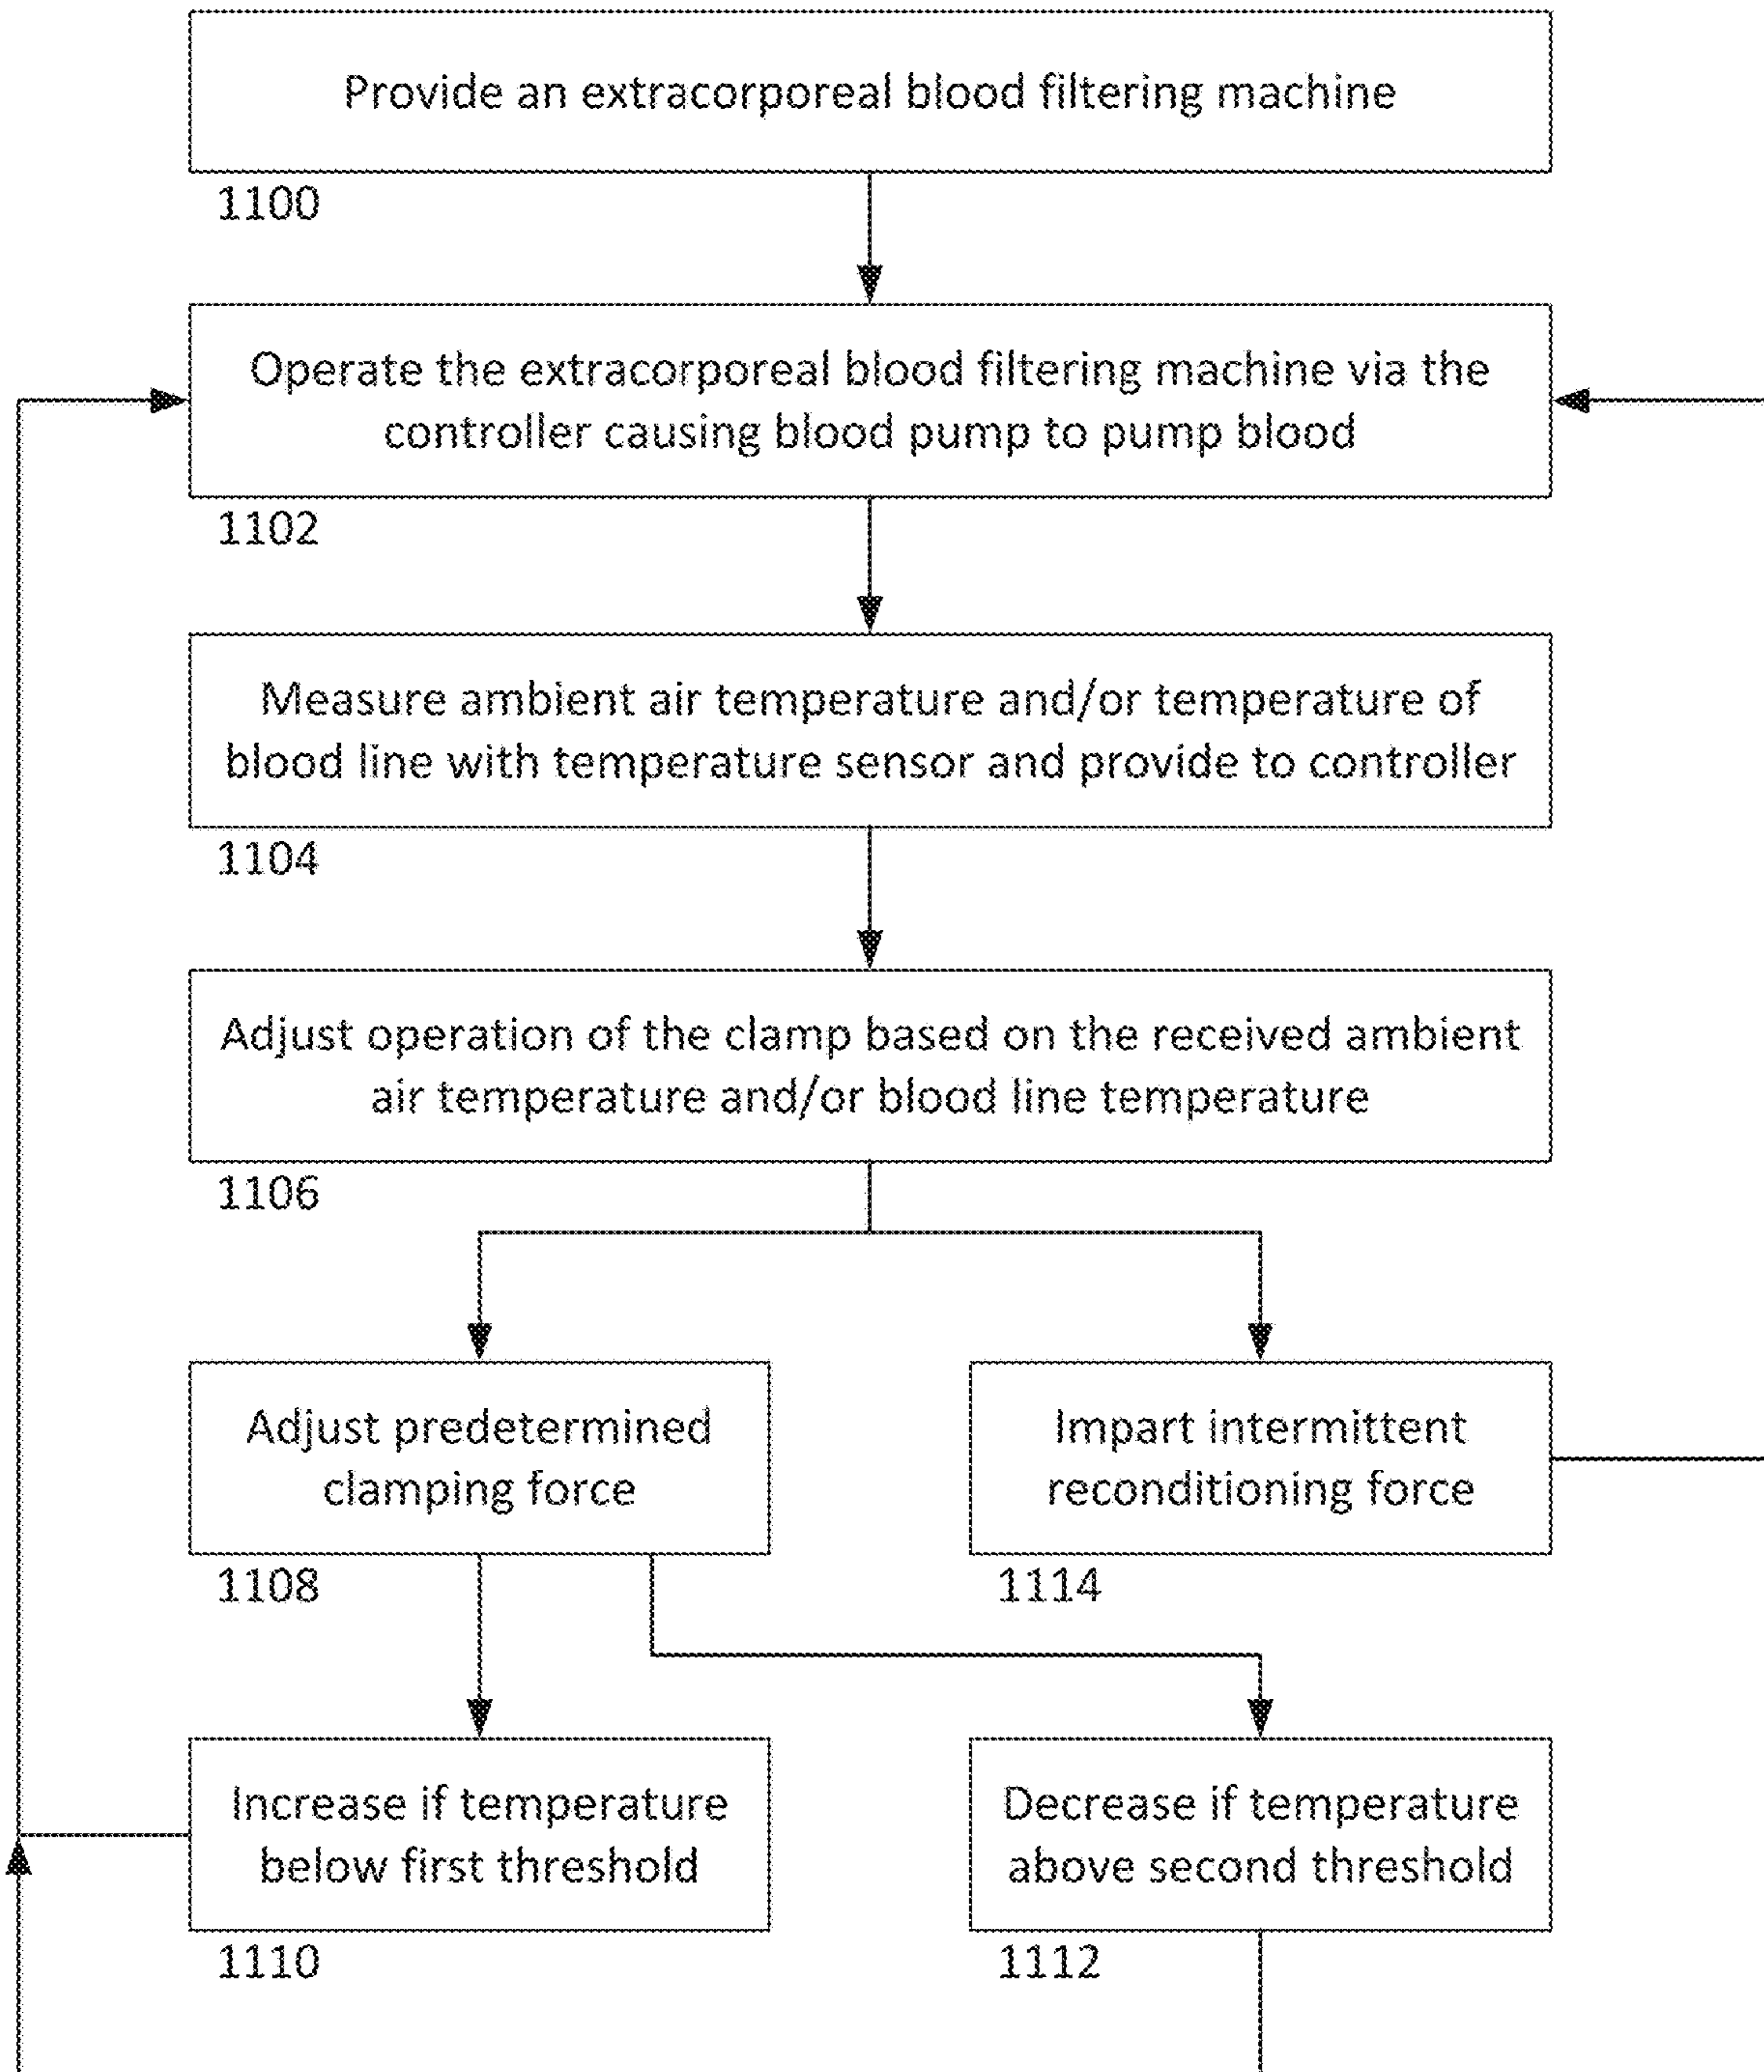 Provide an extracorporeal blood filtering machine
1100
Operate the extracorporeal blood filtering machine via the
controller causing blood pump to pump blood
1102
Measure ambient air temperature and/or temperature of
blood line with temperature sensor and provide to controller
1104
Adjust operation of the clamp based on the received ambient
air temperature and/or blood line temperature
1106
Adjust predetermined
clamping force
1108
Impart intermittent
reconditioning force
1114
Increase if temperature
below first threshold
1110
Decrease if temperature
above second threshold
1112